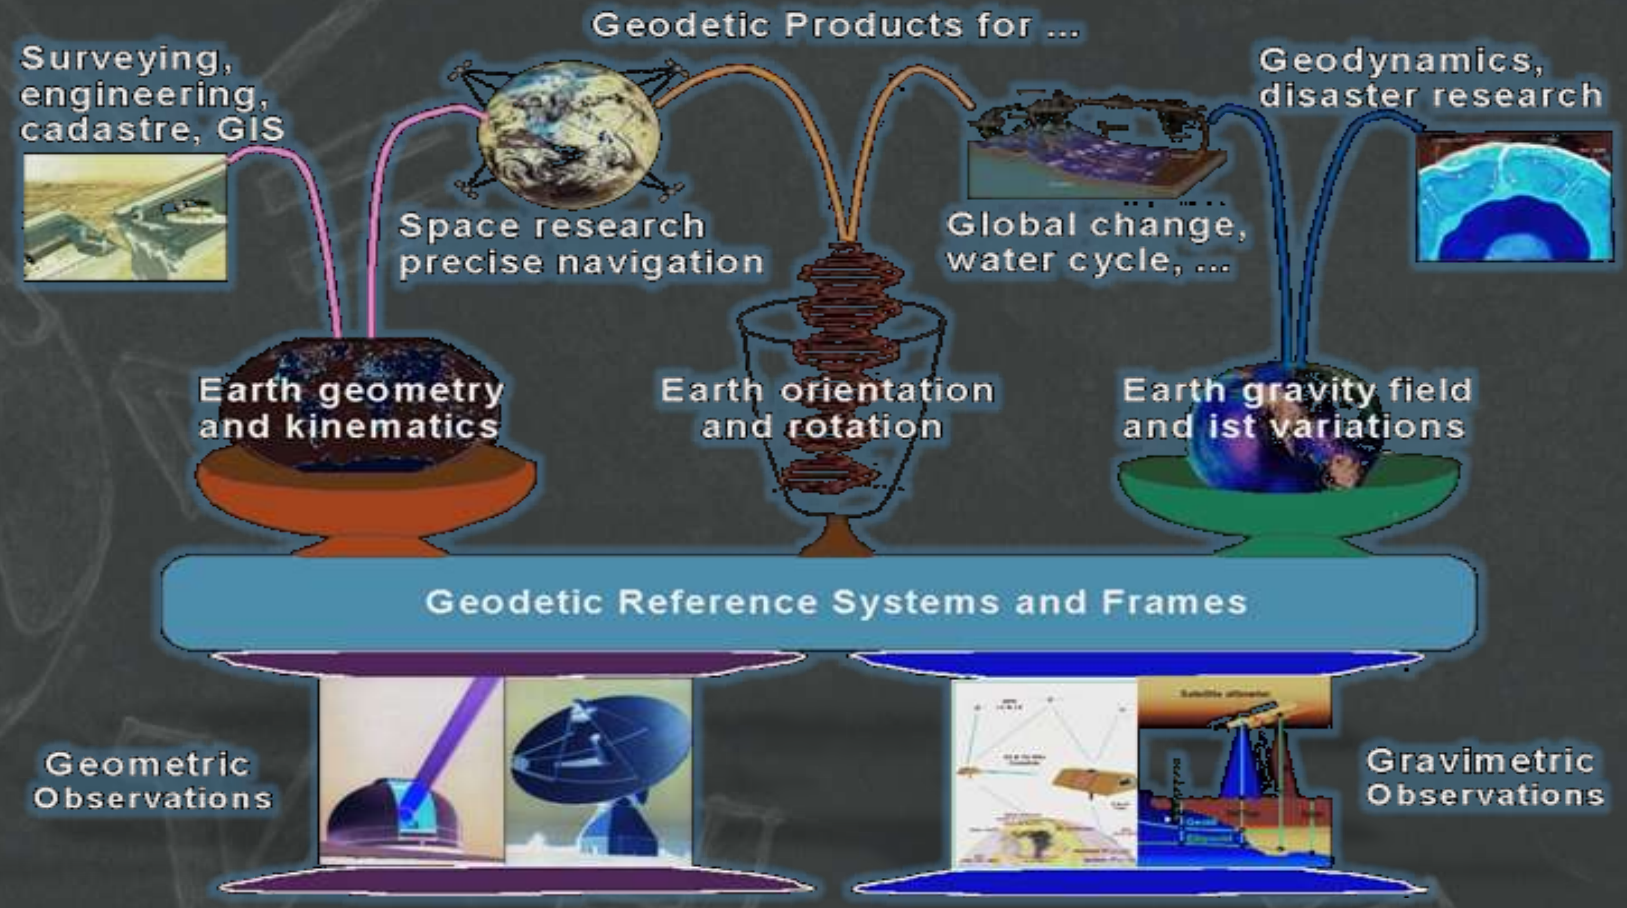 Geodetic Products for ...
Surveying,
engineering,
cadastre, GIS
Geodynamics,
disaster research
Space research
precise navigation
Global change,
water cycle, ...
Earth geometry
and kinematics
Earth orientation
and rotation
Earth gravity field
and ist variations
Geodetic Reference Systems and Frames
Geometric
Observations
Satellite altimeter
Gravimetric
Observations